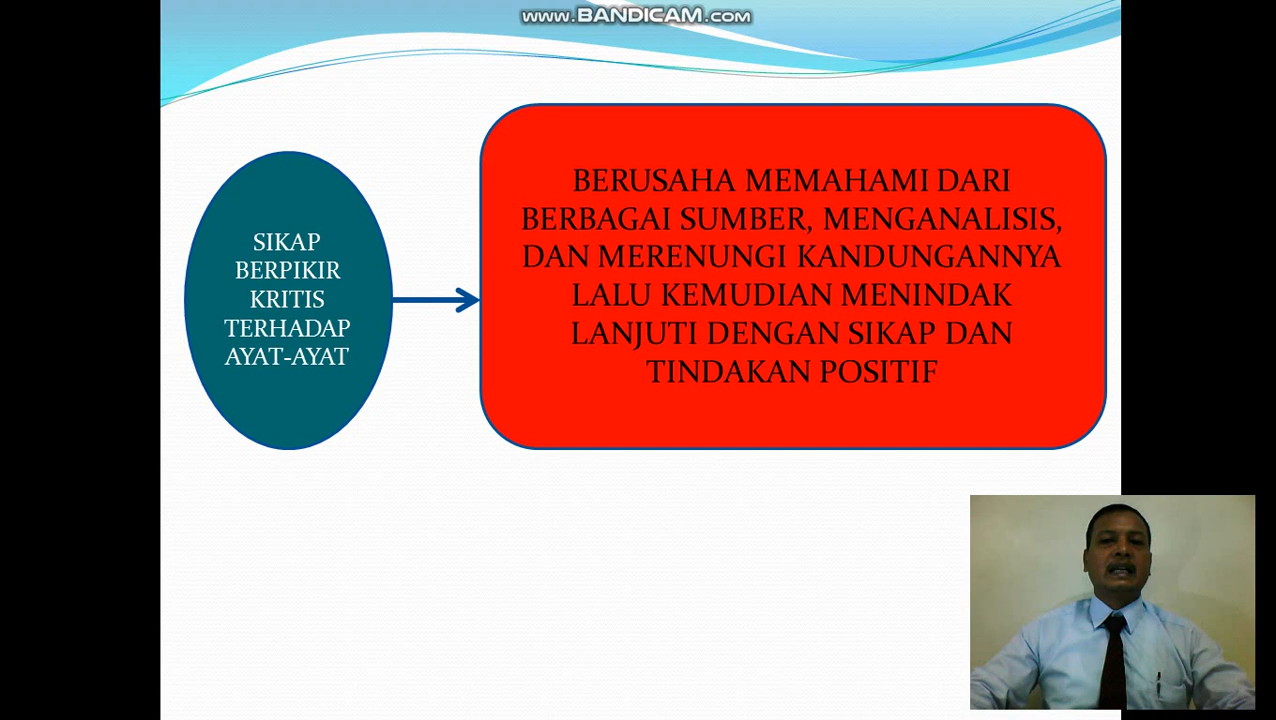 WWW.BANDICAM.COM
SIKAP
BERPIKIR
KRITIS
TERHADAP
AYAT-AYAT
BERUSAHA MEMAHAMI DARI
BERBAGAI SUMBER, MENGANALISIS,
DAN MERENUNGI KANDUNGANNYA
LALU KEMUDIAN MENINDAK
LANJUTI DENGAN SIKAP DAN
TINDAKAN POSITIF